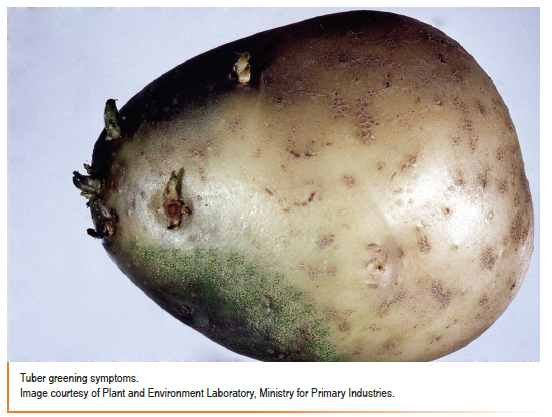 Tuber greening symptoms.
Image courtesy of Plant and Environment Laboratory, Ministry for Primary Industries.